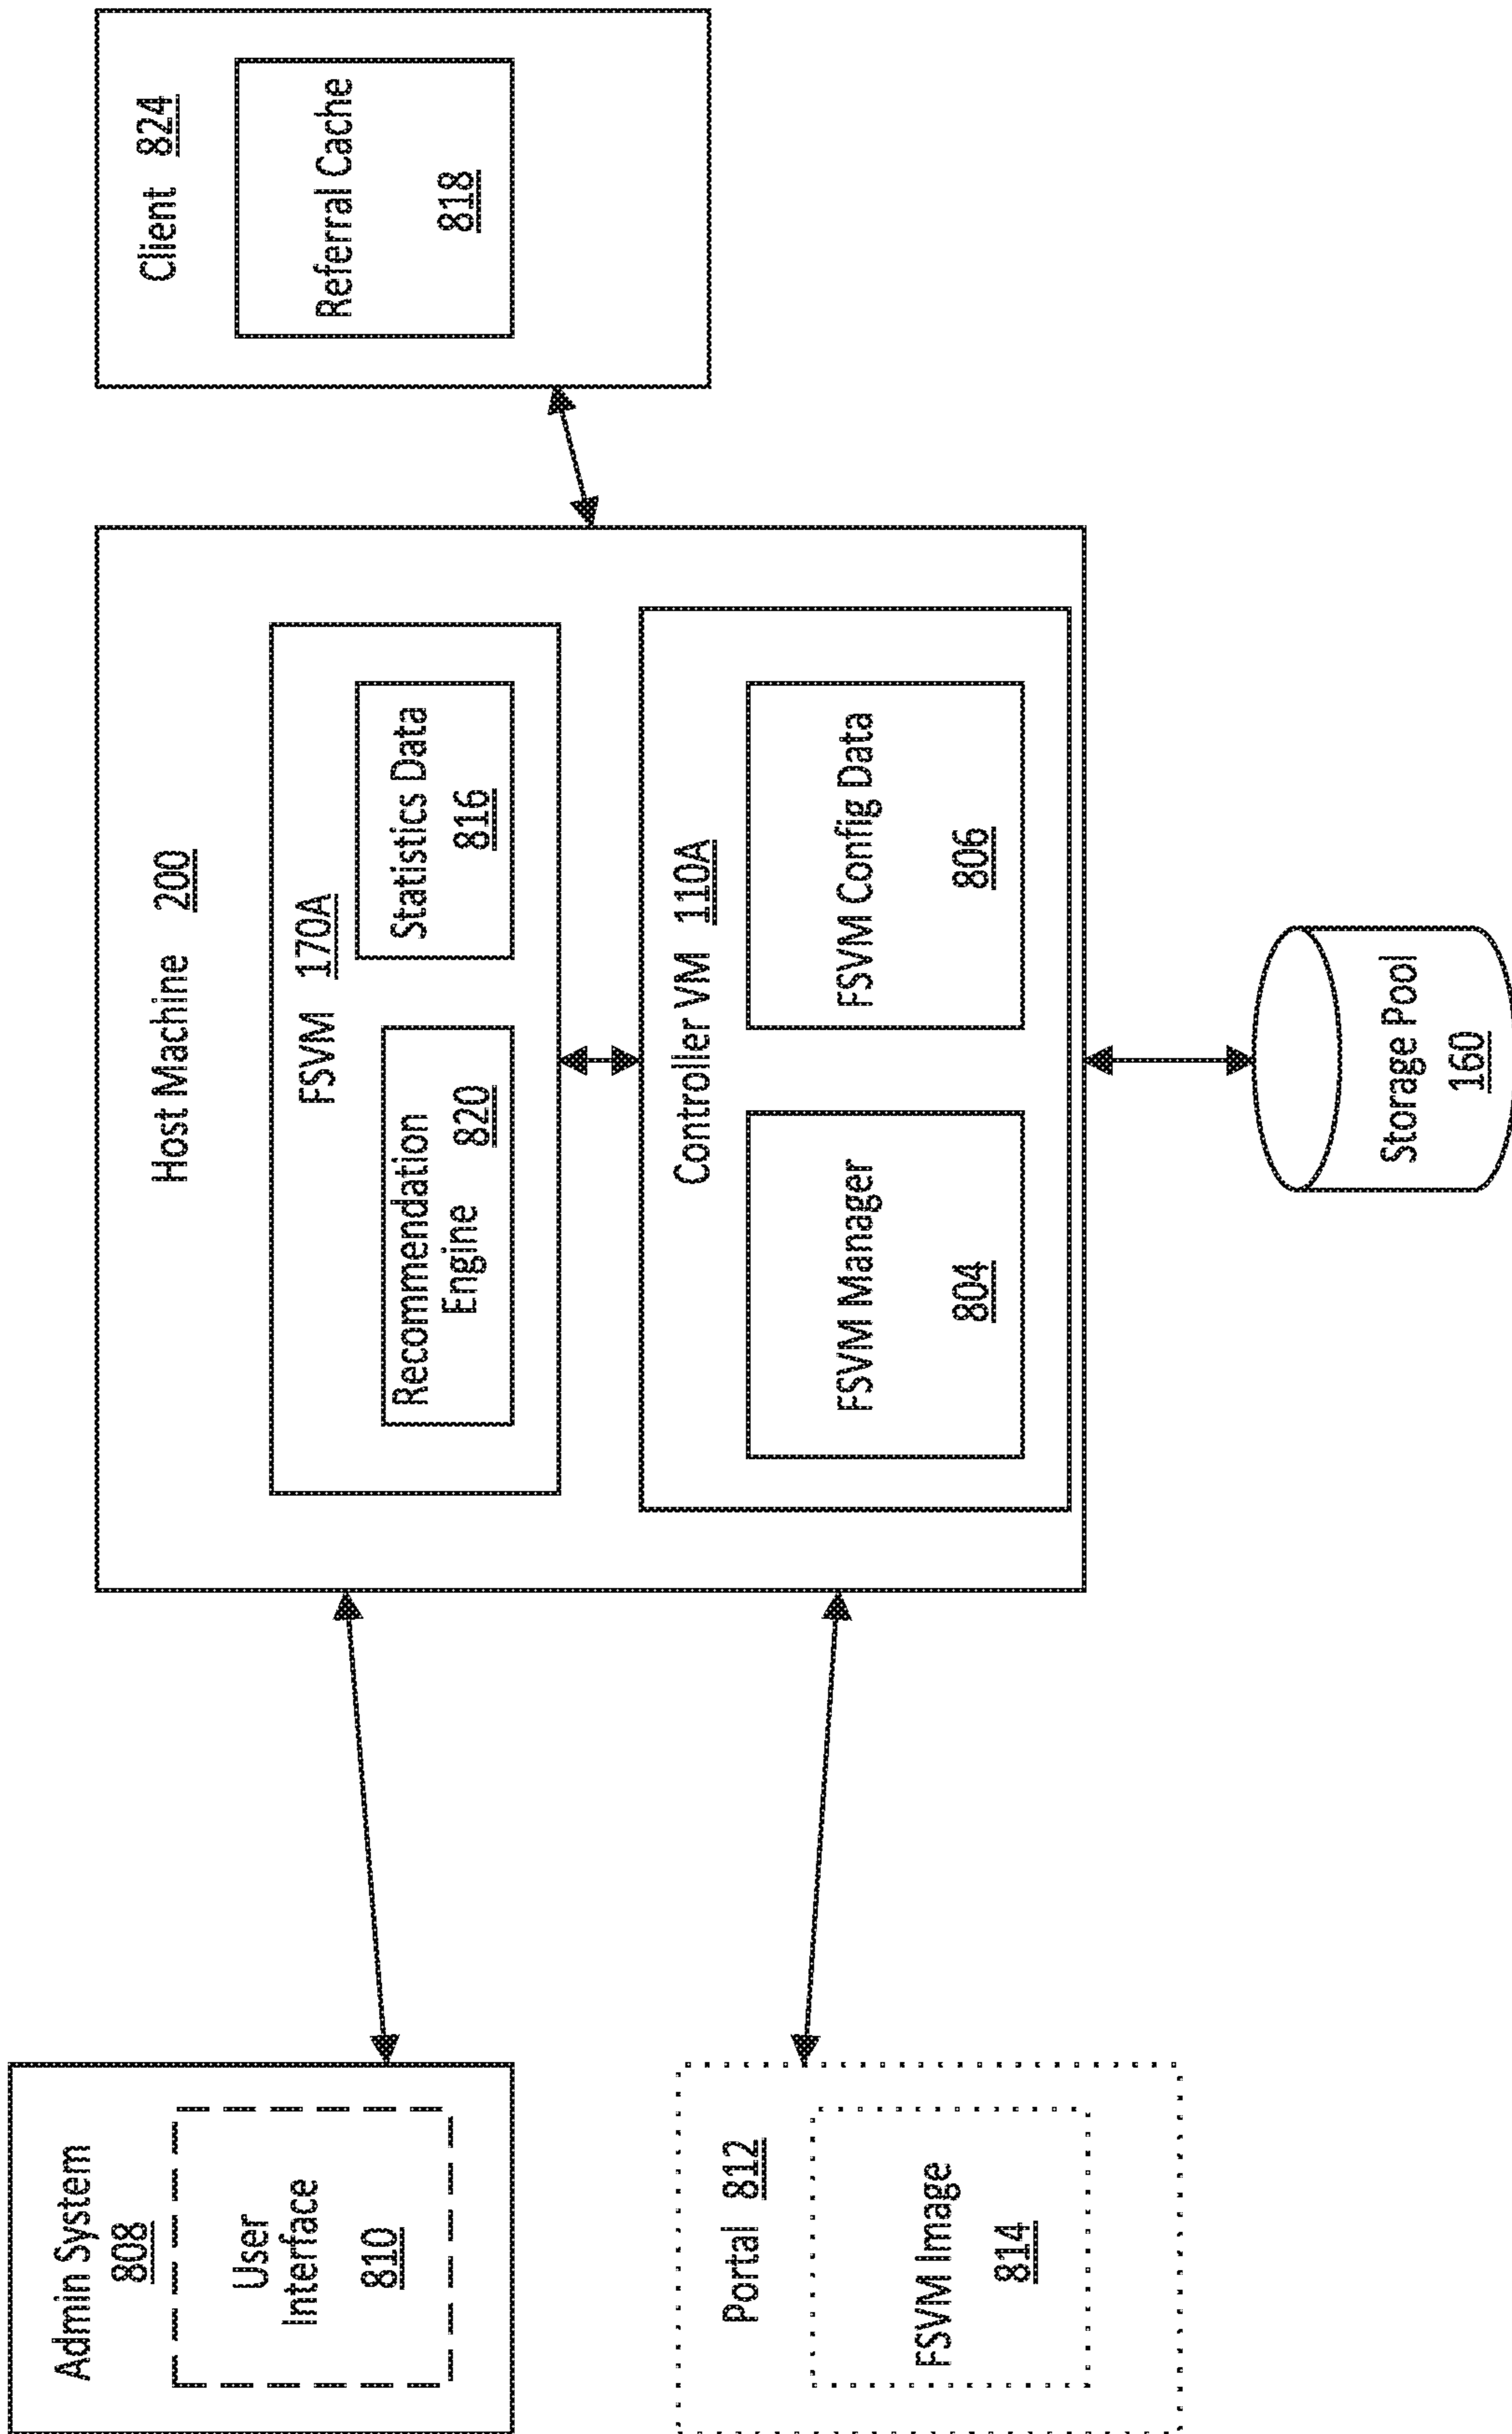 Admin System
808
User
Interface
810
Portal 812
FSVM Image
814
Host Machine 200
FSVM 170A
Recommendation
Engine 820
Statistics Data
816
Controller VM 110A
FSVM Manager
804
FSVM Config Data
806
Storage Pool
160
Client 824
Referral Cache
818